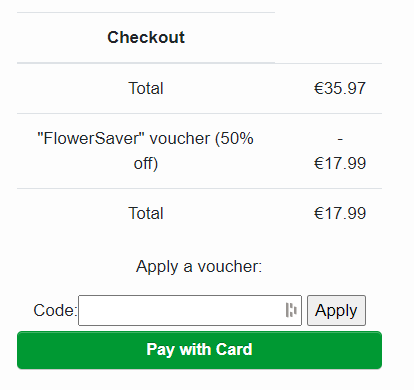 Checkout
Total €35.97
"FlowerSaver" voucher (50% -
off) €17.99
Total €17.99
Apply a voucher:
Code: Apply
Pay with Card